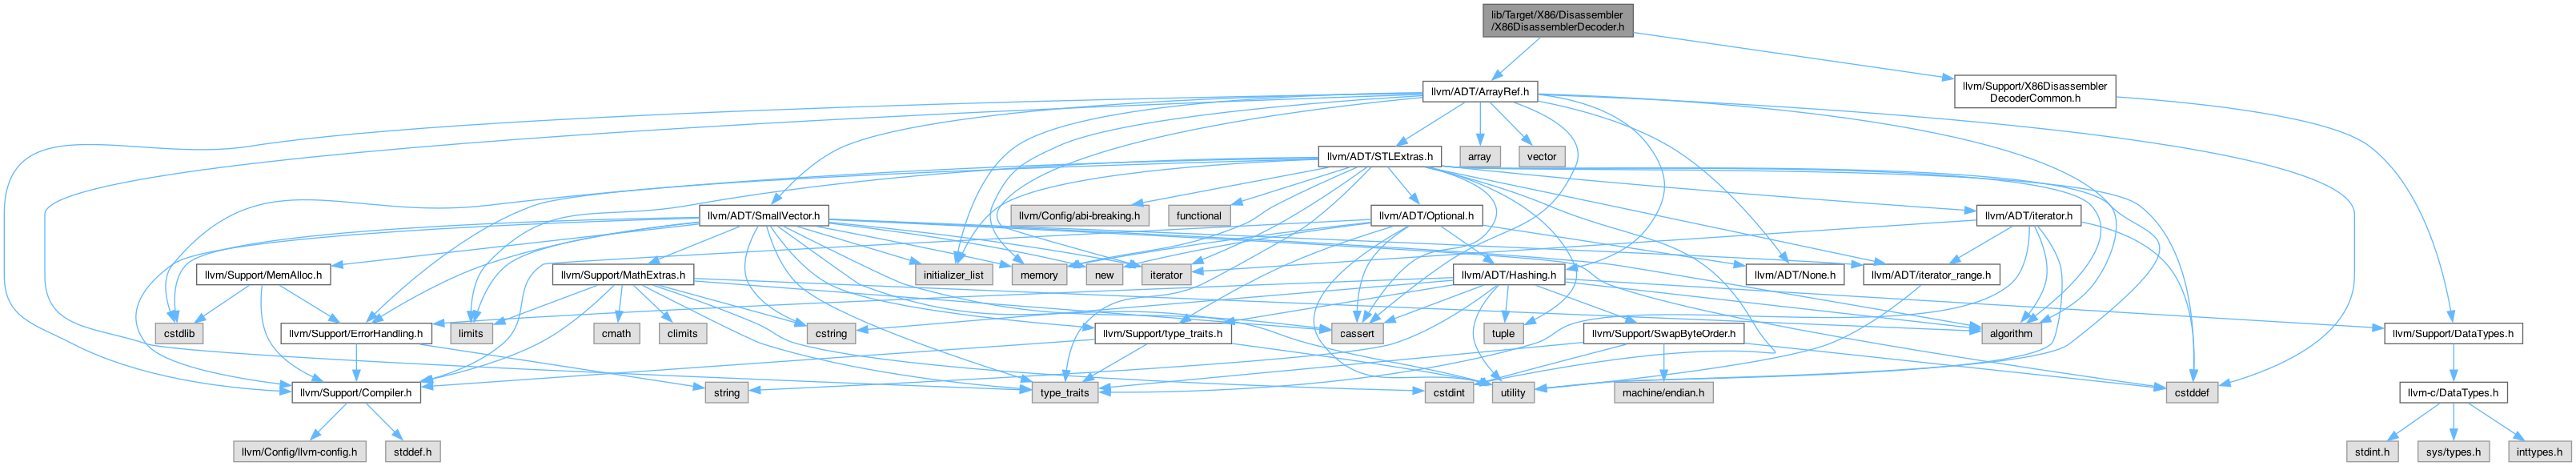 lib/Target/X86/Disassembler
/X86DisassemblerDecoder.h
llvm/ADT/ArrayRef.h
llvm/Support/X86Disassembler
DecoderCommon.h
llvm/ADT/STLExtras.h
array
vector
llvm/ADT/SmallVector.h
llvm/Config/abi-breaking.h
functional
llvm/ADT/Optional.h
llvm/ADT/iterator.h
llvm/Support/MemAlloc.h
llvm/Support/MathExtras.h
initializer_list
memory
new
iterator
llvm/ADT/Hashing.h
llvm/ADT/None.h
llvm/ADT/iterator_range.h
cstdlib
llvm/Support/ErrorHandling.h
limits
cmath
climits
cstring
llvm/Support/type_traits.h
cassert
tuple
llvm/Support/SwapByteOrder.h
algorithm
llvm/Support/DataTypes.h
llvm/Support/Compiler.h
string
type_traits
cstdint
utility
machine/endian.h
cstddef
llvm-c/DataTypes.h
llvm/Config/llvm-config.h
stddef.h
stdint.h
sys/types.h
inttypes.h